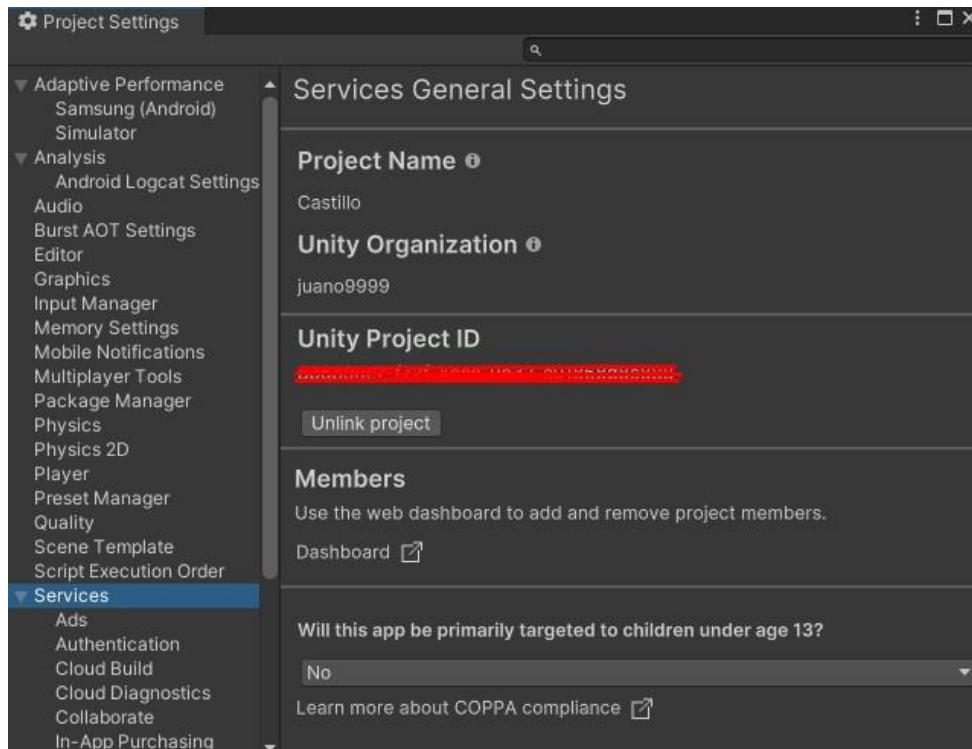 Project Settings
Adaptive Performance
Samsung (Android)
Simulator
Analysis
Android Logcat Settings
Audio
Burst AOT Settings
Editor
Graphics
Input Manager
Memory Settings
Mobile Notifications
Multiplayer Tools
Package Manager
Physics
Physics 2D
Player
Preset Manager
Quality
Scene Template
Script Execution Order
Services
Ads
Authentication
Cloud Build
Cloud Diagnostics
Collaborate
In-App Purchasing
Services General Settings
Project Name
Castillo
Unity Organization
juano9999
Unity Project ID
Unlink project
Members
Use the web dashboard to add and remove project members.
Dashboard
Will this app be primarily targeted to children under age 13?
No
Learn more about COPPA compliance